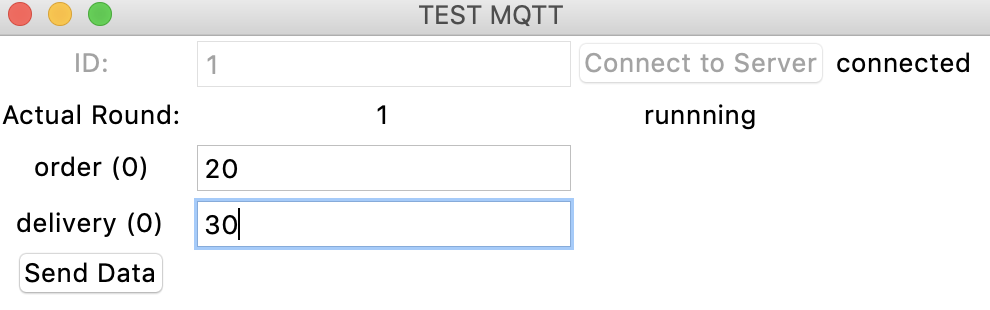 TEST MQTT
ID: 1 Connect to Server connected
Actual Round: 1 runnning
order (0) 20
delivery (0) 30
Send Data